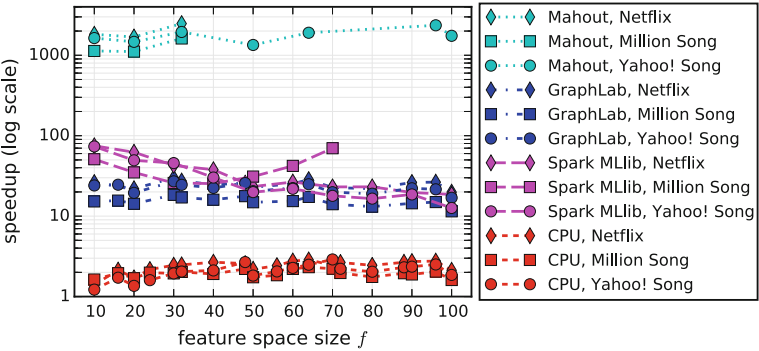 speedup (log scale)
1000
100
10
1
10 20 30 40 50 60 70 80 90 100
feature space size f
Mahout, Netflix
Mahout, Million Song
Mahout, Yahoo! Song
GraphLab, Netflix
GraphLab, Million Song
GraphLab, Yahoo! Song
Spark MLlib, Netflix
Spark MLlib, Million Song
Spark MLlib, Yahoo! Song
CPU, Netflix
CPU, Million Song
CPU, Yahoo! Song